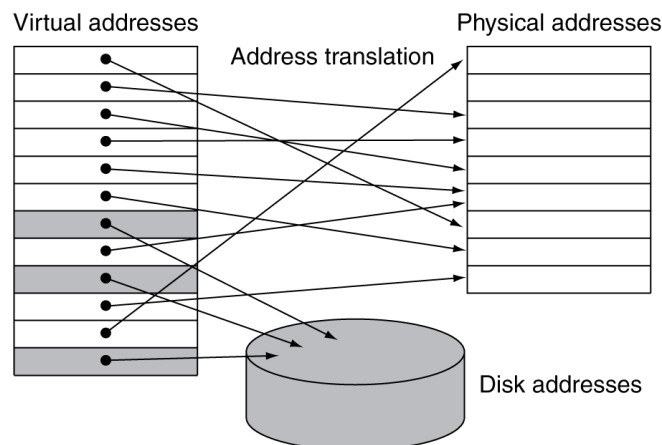 Virtual addresses
Physical addresses
Address translation
Disk addresses